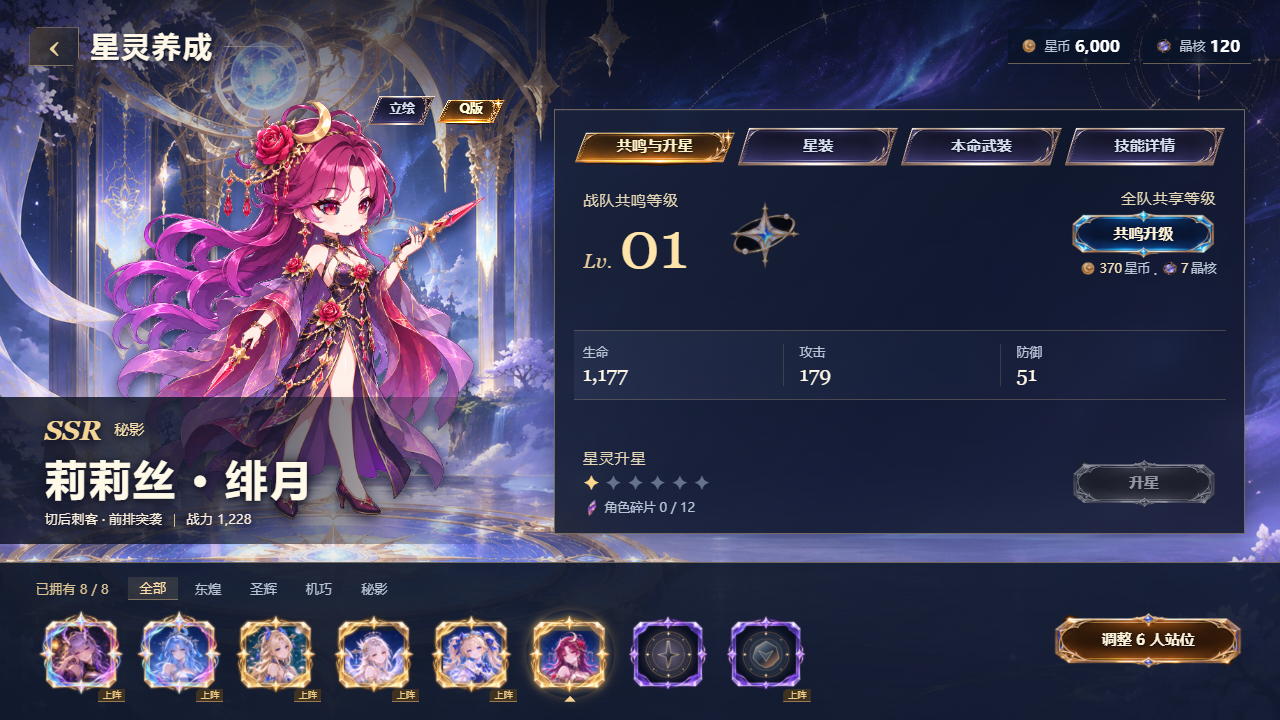 星灵养成
星币 6,000
晶核 120
立绘
Q版
共鸣与升星
星装
本命武装
技能详情
战队共鸣等级
Lv. 01
全队共享等级
共鸣升级
370 星币 . 7 晶核
生命
1,177
攻击
179
防御
51
星灵升星
角色碎片 0 / 12
升星
SSR 秘影
莉莉丝·绯月
切后刺客 · 前排突袭 | 战力 1,228
已拥有 8 / 8
全部
东煌
圣辉
机巧
秘影
上阵
上阵
上阵
上阵
上阵
上阵
调整 6 人站位